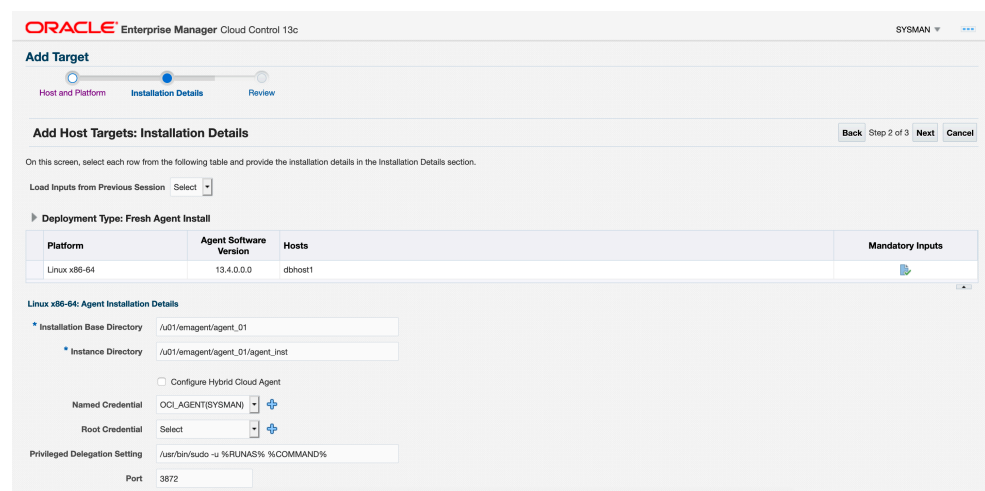 ORACLE Enterprise Manager Cloud Control 13c SYSMAN
Add Target
Host and Platform Installation Details Review
Add Host Targets: Installation Details Back Step 2 of 3 Next Cancel
On this screen, select each row from the following table and provide the installation details in the Installation Details section.
Load Inputs from Previous Session Select
Deployment Type: Fresh Agent Install
Platform Agent Software Version Hosts Mandatory Inputs
Linux x86-64 13.4.0.0.0 dbhost1
Linux x86-64: Agent Installation Details
* Installation Base Directory /u01/emagent/agent_01
* Instance Directory /u01/emagent/agent_01/agent_inst
Configure Hybrid Cloud Agent
Named Credential OCI_AGENT(SYSMAN)
Root Credential Select
Privileged Delegation Setting /usr/bin/sudo -u %RUNAS% %COMMAND%
Port 3872